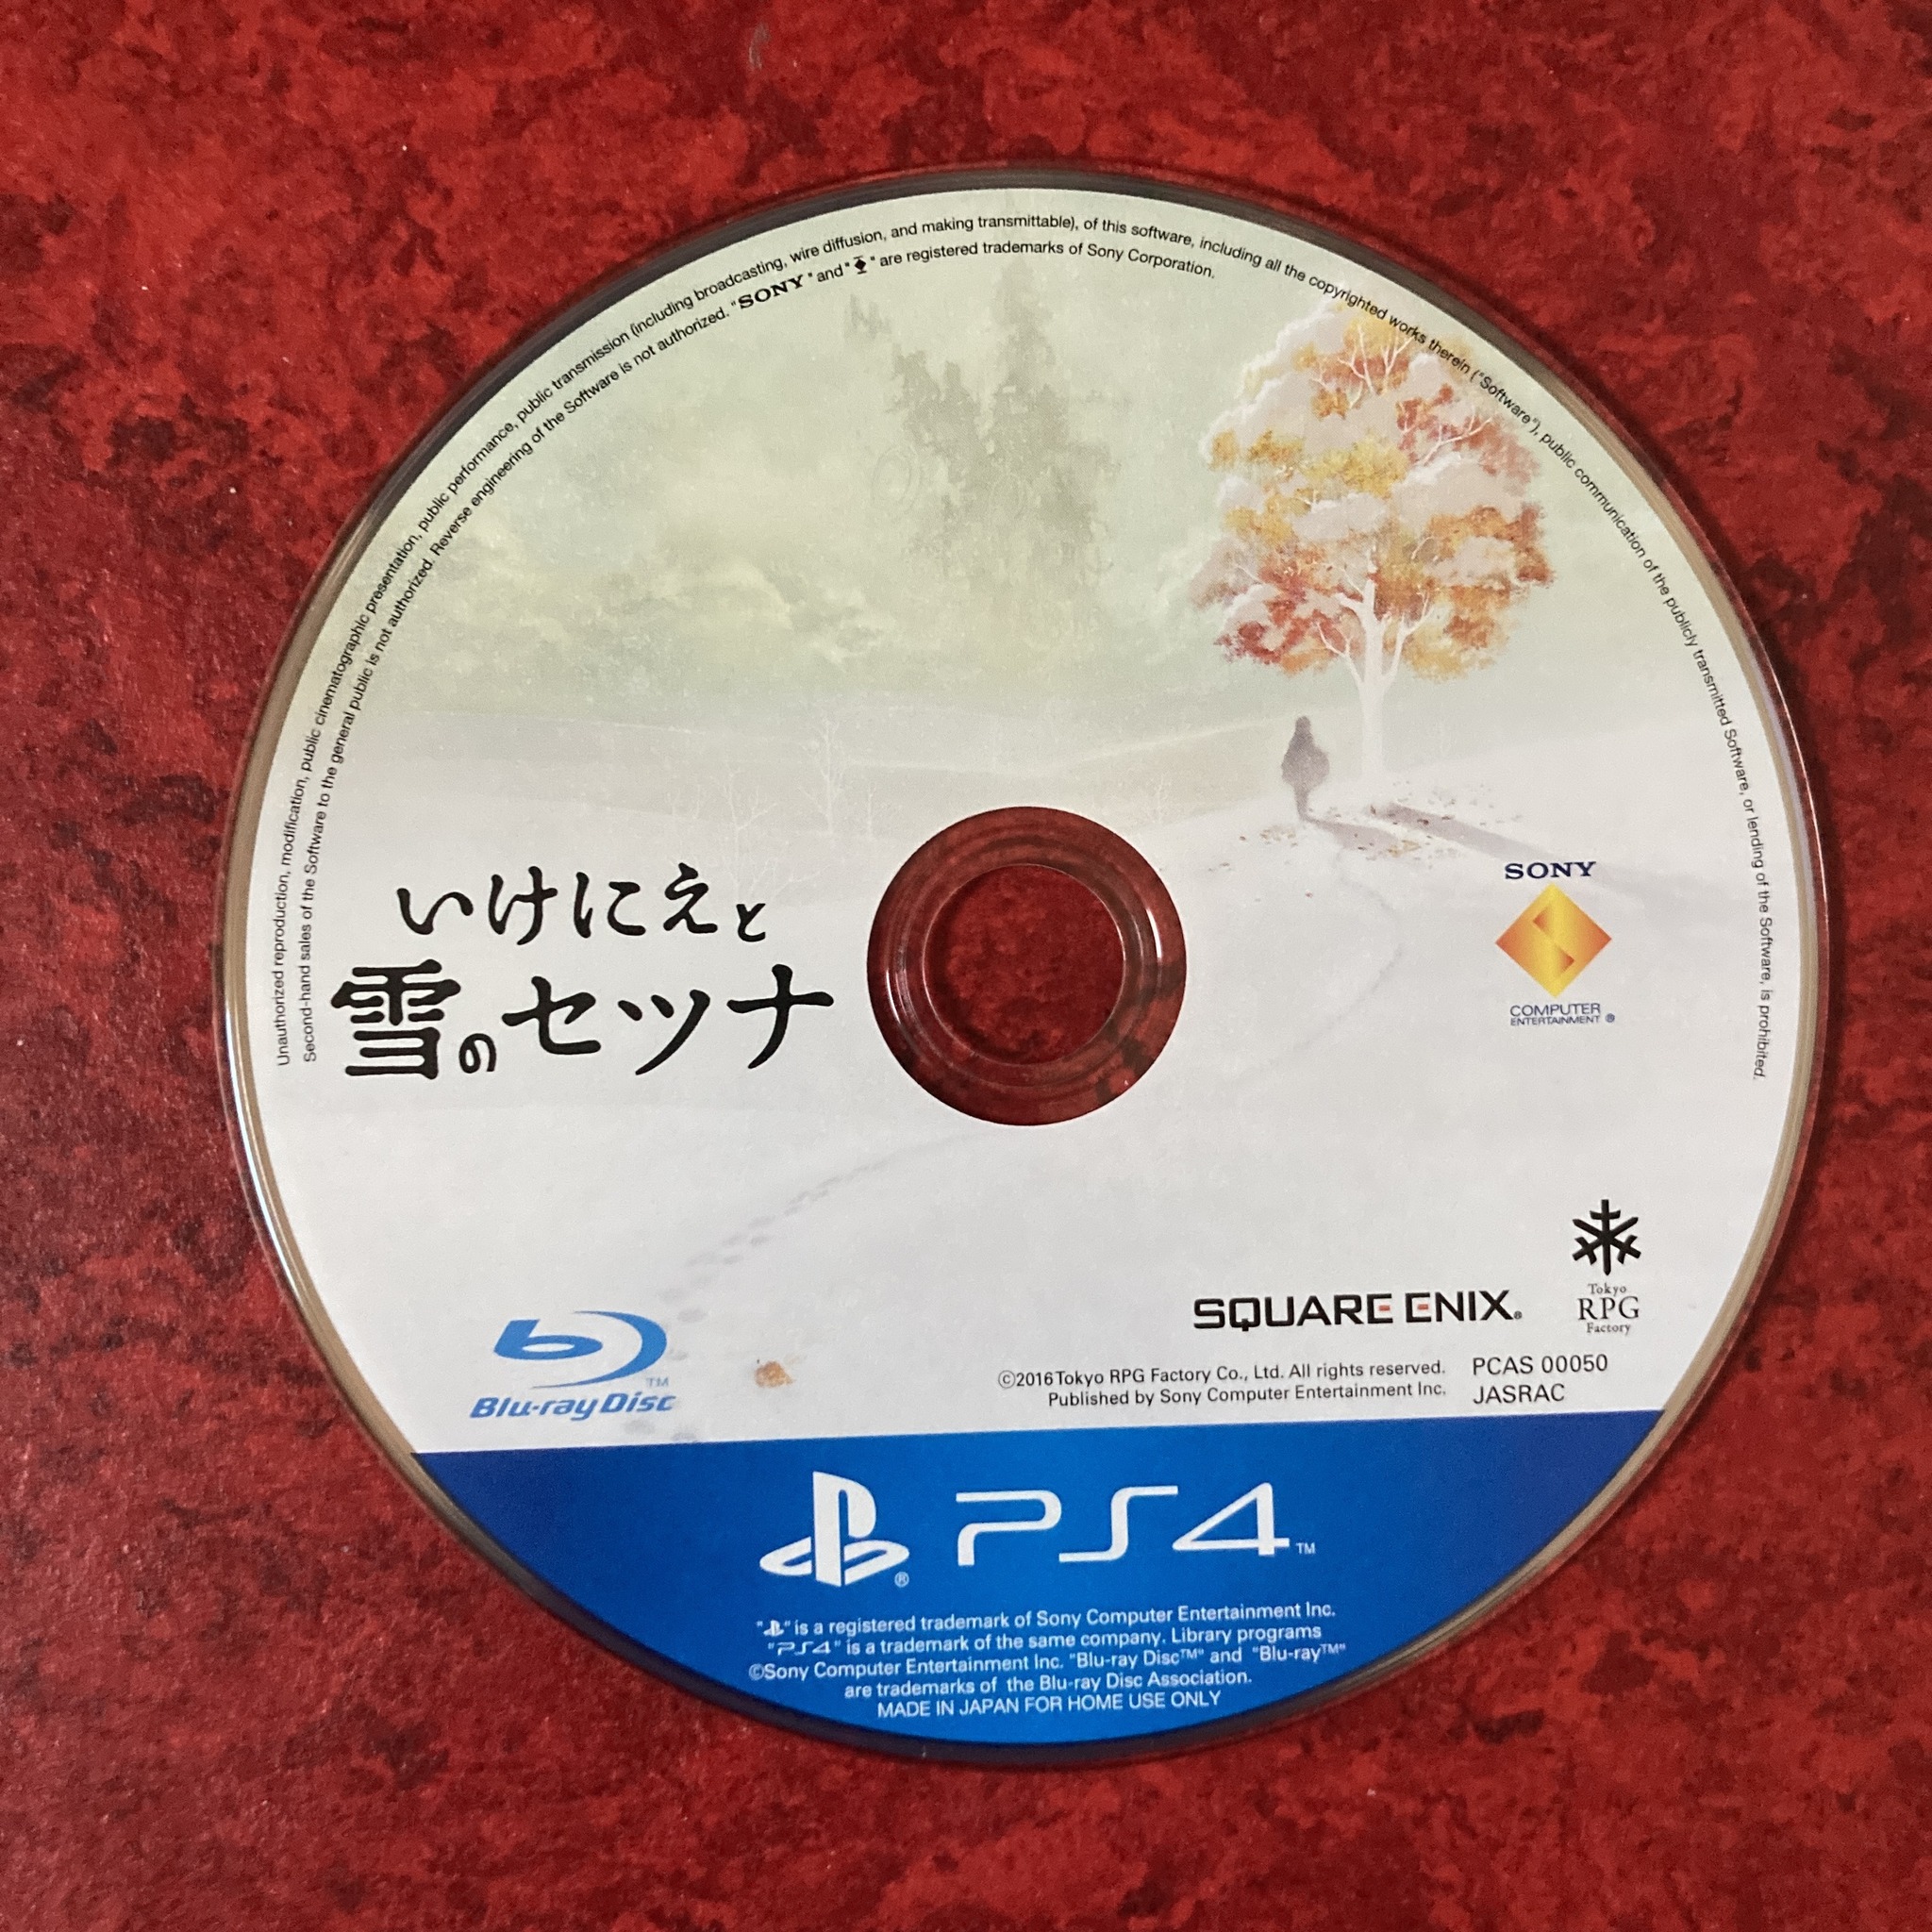 Unauthorized reproduction, modification, public cinematographic presentation, public performance, public transmission (including broadcasting, wire diffusion, and making transmittable), of this software, including all the copyrighted works therein ("Software"), public communication of the publicly transmitted Software, or lending of the Software, is prohibited.
Second-hand sales of the Software to the general public is not authorized. Reverse engineering of the Software is not authorized. "SONY" and " " are registered trademarks of Sony Corporation.
いけにえと
雪のセツナ
SONY
COMPUTER
ENTERTAINMENT ®
SQUARE ENIX®
Tokyo
RPG
Factory
TM
Blu-ray Disc
©2016 Tokyo RPG Factory Co., Ltd. All rights reserved.
Published by Sony Computer Entertainment Inc.
PCAS 00050
JASRAC
® PS4 ™
" " is a registered trademark of Sony Computer Entertainment Inc.
"PS4" is a trademark of the same company. Library programs
©Sony Computer Entertainment Inc. "Blu-ray Disc™" and "Blu-ray™"
are trademarks of the Blu-ray Disc Association.
MADE IN JAPAN FOR HOME USE ONLY